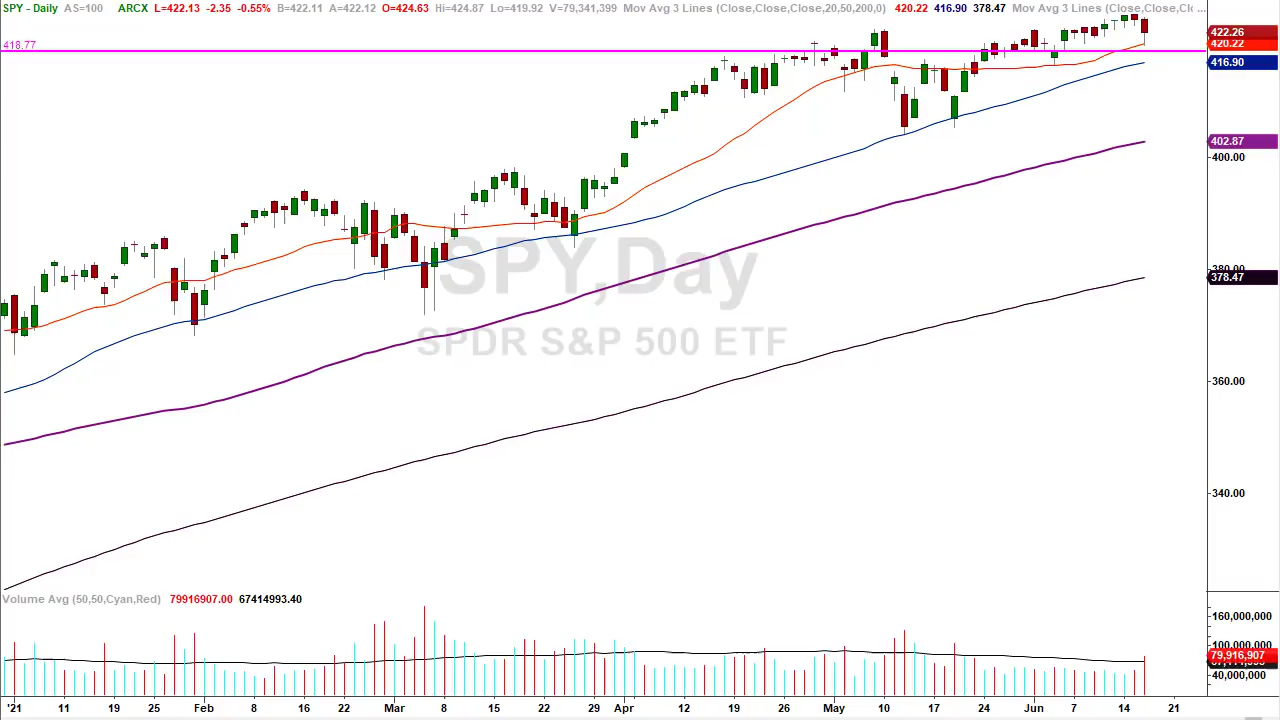 SPY - Daily AS=100 ARCX L=422.13 -2.35 -0.55% B=422.11 A=422.12 O=424.63 Hi=424.87 Lo=419.92 V=79,341,399 Mov Avg 3 Lines (Close,Close,Close,20,50,200,0) 420.22 416.90 378.47 Mov Avg 3 Lines (Close,Close,Clc ...
418.77
422.26
420.22
416.90
402.87
400.00
SPY,Day
380.00
378.47
SPDR S&P 500 ETF
360.00
340.00
Volume Avg (50,50,Cyan,Red) 79916907.00 67414993.40
160,000,000
100,000,000
79,916,907
40,000,000
'21 11 19 25 Feb 8 16 22 Mar 8 15 22 29 Apr 12 19 26 May 10 17 24 Jun 7 14 21